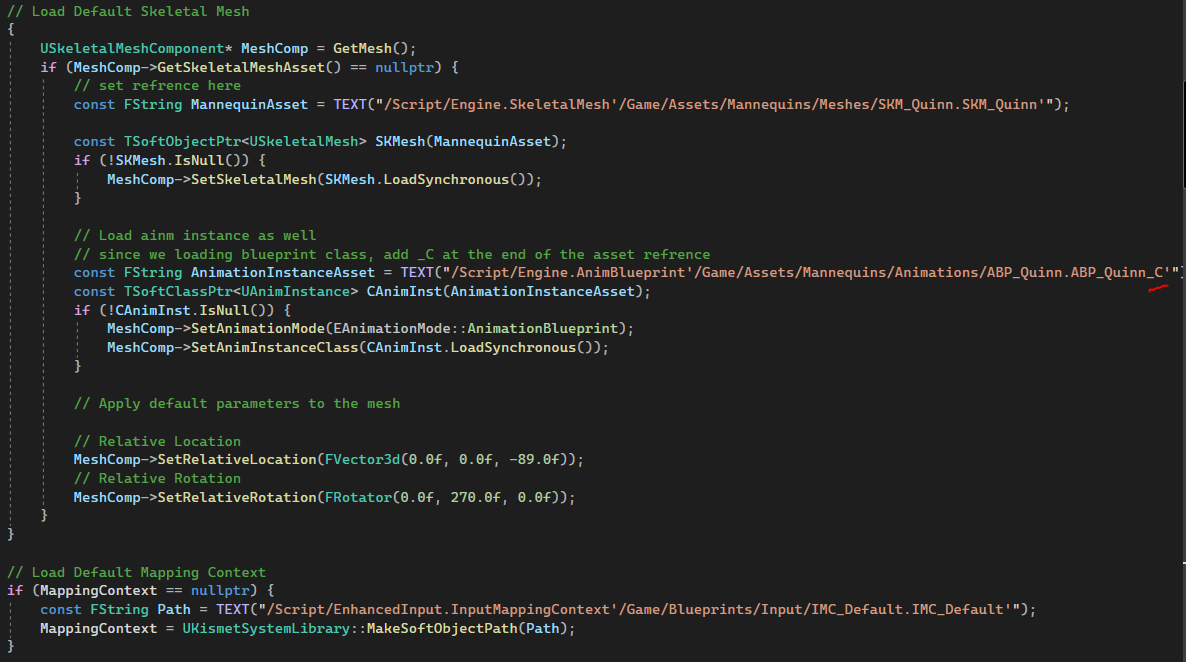 // Load Default Skeletal Mesh
{
USkeletalMeshComponent* MeshComp = GetMesh();
if (MeshComp->GetSkeletalMeshAsset() == nullptr) {
// set refrence here
const FString MannequinAsset = TEXT("/Script/Engine.SkeletalMesh'/Game/Assets/Mannequins/Meshes/SKM_Quinn.SKM_Quinn'");
const TSoftObjectPtr<USkeletalMesh> SKMesh(MannequinAsset);
if (!SKMesh.IsNull()) {
MeshComp->SetSkeletalMesh(SKMesh.LoadSynchronous());
}
// Load ainm instance as well
// since we loading blueprint class, add _C at the end of the asset refrence
const FString AnimationInstanceAsset = TEXT("/Script/Engine.AnimBlueprint'/Game/Assets/Mannequins/Animations/ABP_Quinn.ABP_Quinn_C'")
const TSoftClassPtr<UAnimInstance> CAnimInst(AnimationInstanceAsset);
if (!CAnimInst.IsNull()) {
MeshComp->SetAnimationMode(EAnimationMode::AnimationBlueprint);
MeshComp->SetAnimInstanceClass(CAnimInst.LoadSynchronous());
}
// Apply default parameters to the mesh
// Relative Location
MeshComp->SetRelativeLocation(FVector3d(0.0f, 0.0f, -89.0f));
// Relative Rotation
MeshComp->SetRelativeRotation(FRotator(0.0f, 270.0f, 0.0f));
}
}
// Load Default Mapping Context
if (MappingContext == nullptr) {
const FString Path = TEXT("/Script/EnhancedInput.InputMappingContext'/Game/Blueprints/Input/IMC_Default.IMC_Default'");
MappingContext = UKismetSystemLibrary::MakeSoftObjectPath(Path);
}